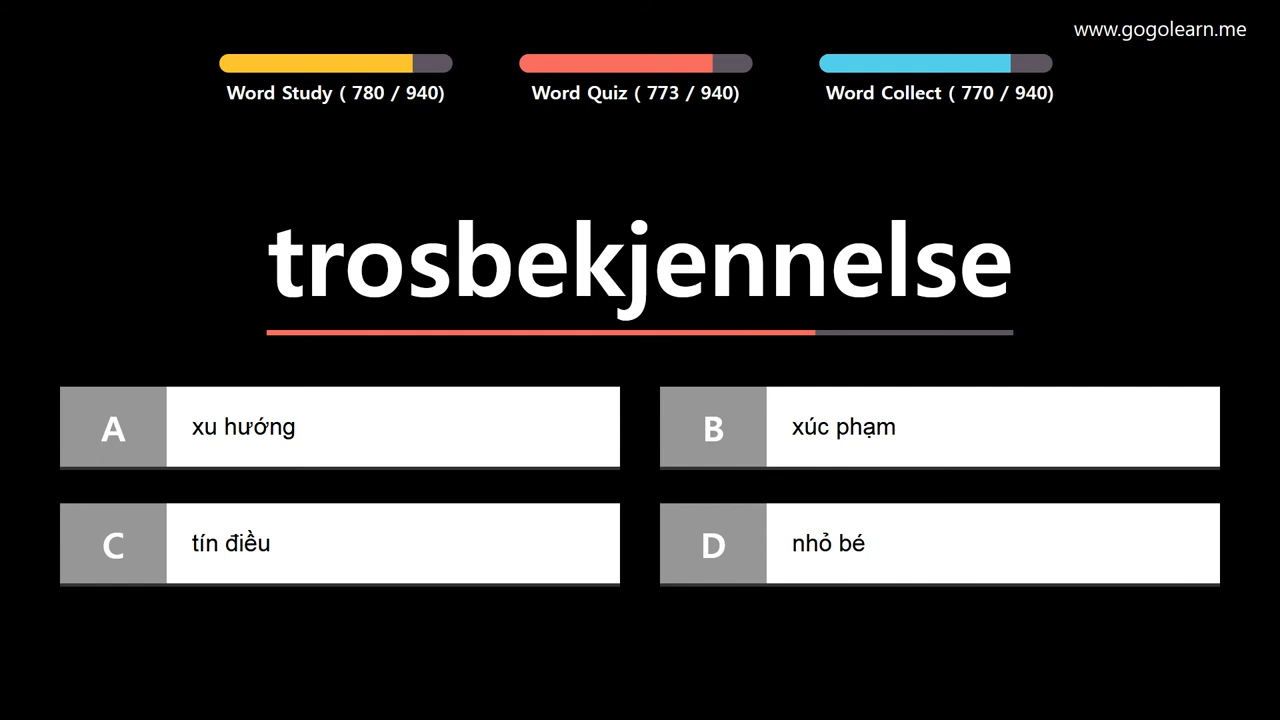 www.gogolearn.me
Word Study ( 780 / 940)
Word Quiz ( 773 / 940)
Word Collect ( 770 / 940)
trosbekjennelse
A
xu hướng
B
xúc phạm
C
tín điều
D
nhỏ bé